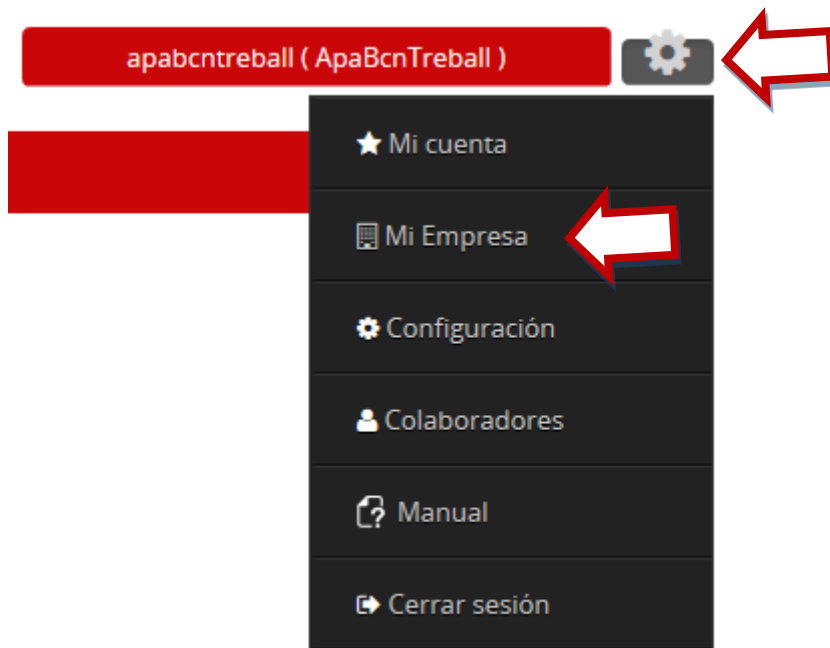 apabcntreball ( ApaBcnTreball )
Mi cuenta
Mi Empresa
Configuración
Colaboradores
Manual
Cerrar sesión